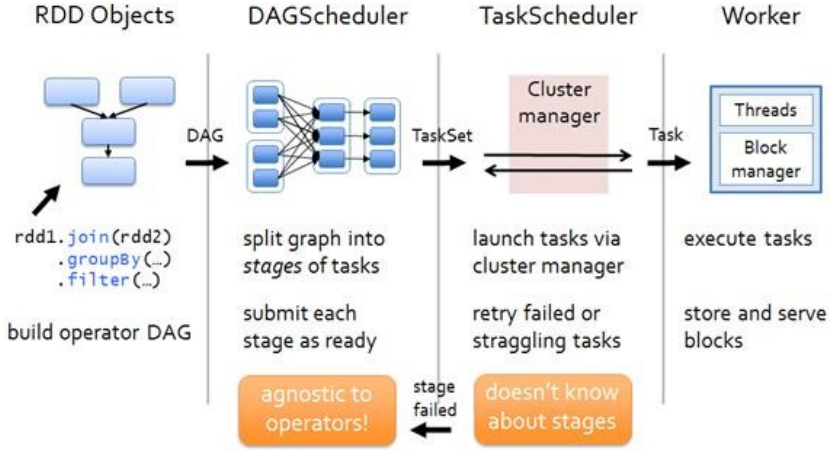 RDD Objects
DAGScheduler
TaskScheduler
Worker
DAG
TaskSet
Cluster
manager
Task
Threads
Block
manager
rdd1.join(rdd2)
.groupBy(…)
.filter(…)
build operator DAG
split graph into
stages of tasks
submit each
stage as ready
launch tasks via
cluster manager
retry failed or
straggling tasks
execute tasks
store and serve
blocks
agnostic to
operators!
stage
failed
doesn't know
about stages